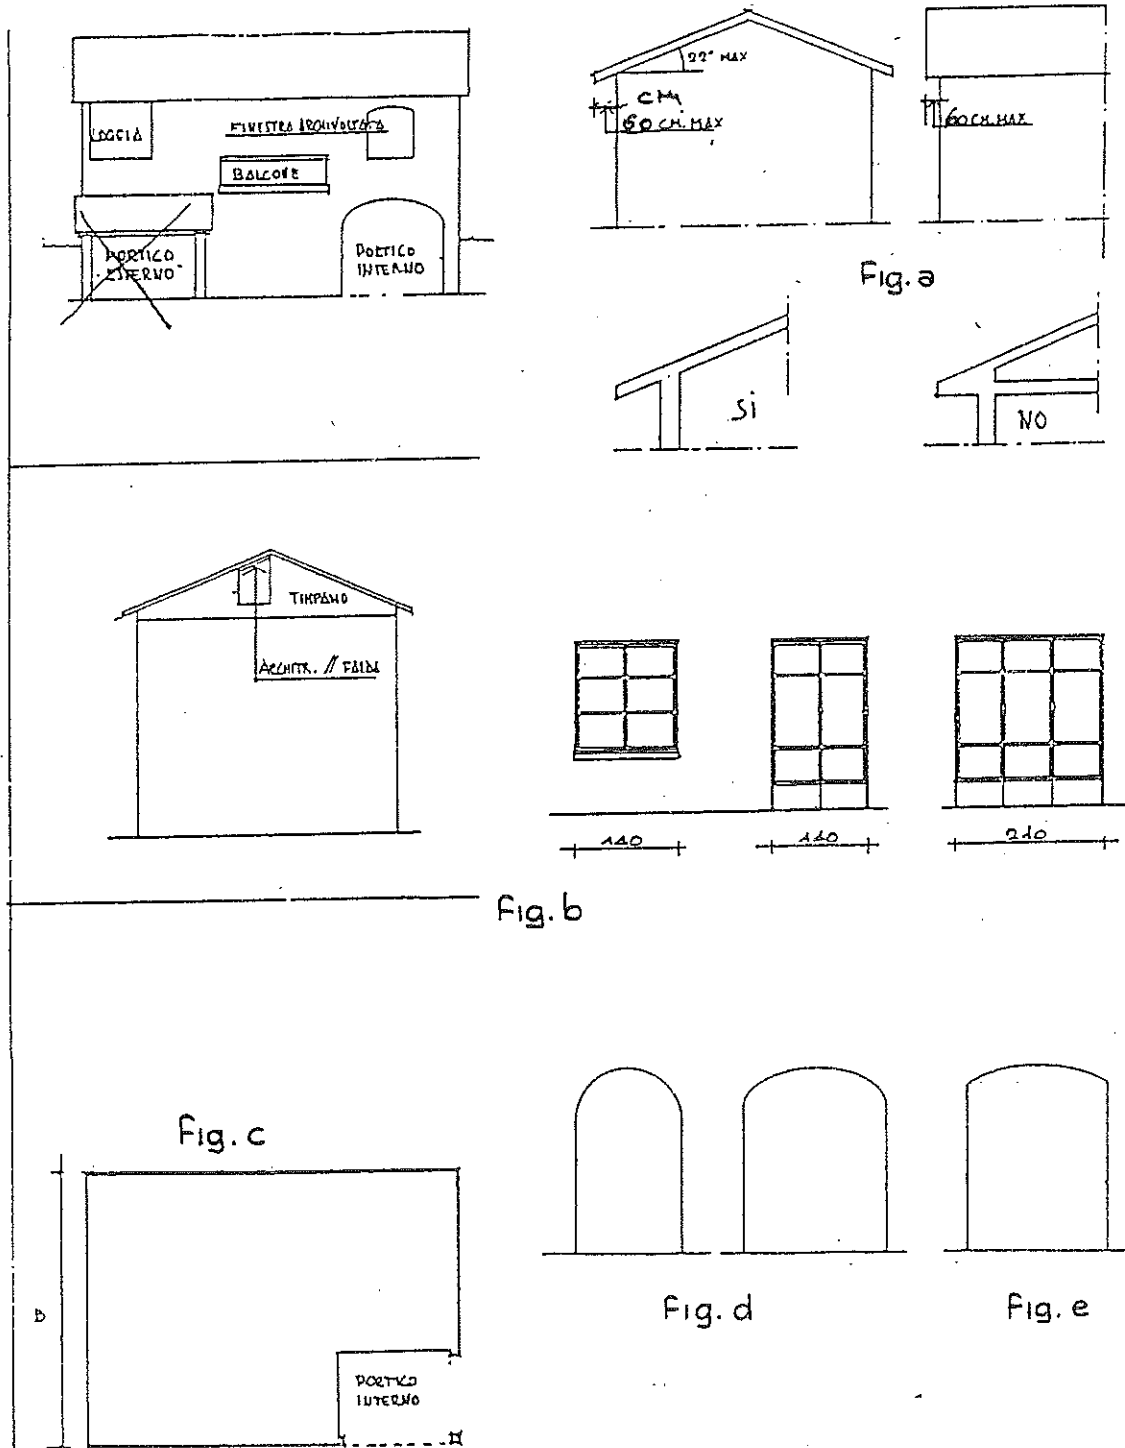 LOGGIA
FINESTRA ARCHIVOLTATA
BALCONE
PORTICO
ESTERNO
PORTICO
INTERNO
22° MAX
CM
60 CM. MAX
60 CM. MAX
Fig. a
Si
NO
TIMPANO
ARCHITR. // FALDA
110
110
210
Fig. b
Fig. c
D
PORTICO
INTERNO
Fig. d
Fig. e